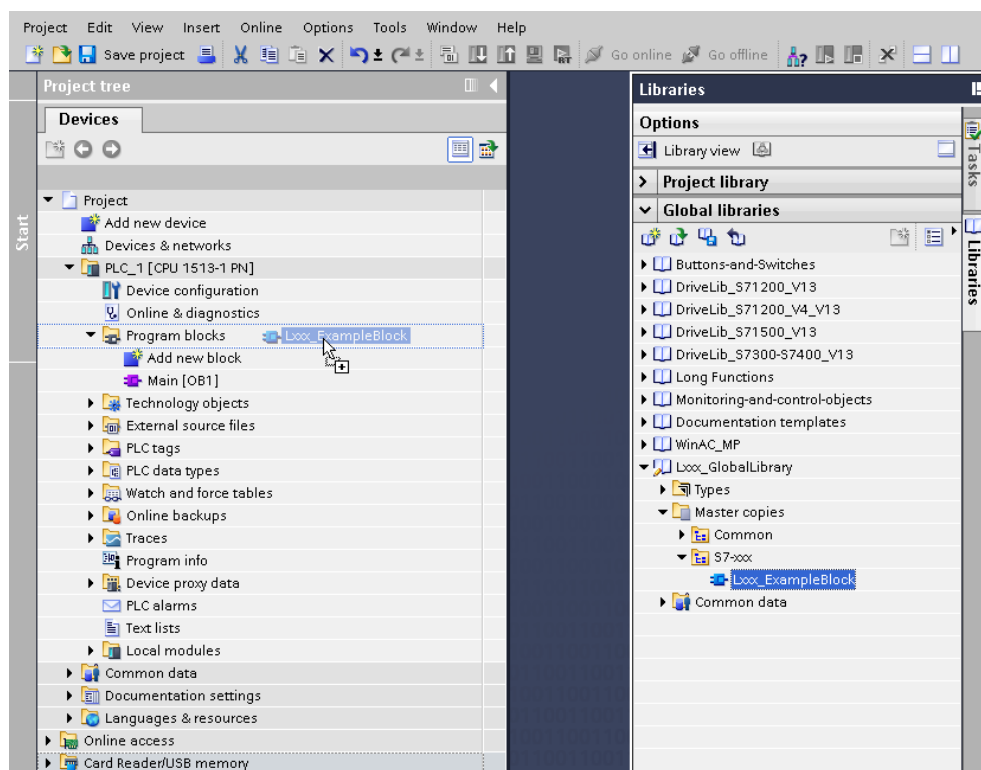 Project Edit View Insert Online Options Tools Window Help
Save project Go online Go offline
Project tree
Devices
Start
Project
Add new device
Devices & networks
PLC_1 [CPU 1513-1 PN]
Device configuration
Online & diagnostics
Program blocks Lxxx_ExampleBlock
Add new block
Main [OB1]
Technology objects
External source files
PLC tags
PLC data types
Watch and force tables
Online backups
Traces
Program info
Device proxy data
PLC alarms
Text lists
Local modules
Common data
Documentation settings
Languages & resources
Online access
Card Reader/USB memory
Libraries
Options
Library view
Project library
Global libraries
Buttons-and-Switches
DriveLib_S71200_V13
DriveLib_S71200_V4_V13
DriveLib_S71500_V13
DriveLib_S7300-S7400_V13
Long Functions
Monitoring-and-control-objects
Documentation templates
WinAC_MP
Lxxx_GlobalLibrary
Types
Master copies
Common
S7-xxx
Lxxx_ExampleBlock
Common data
Tasks
Libraries